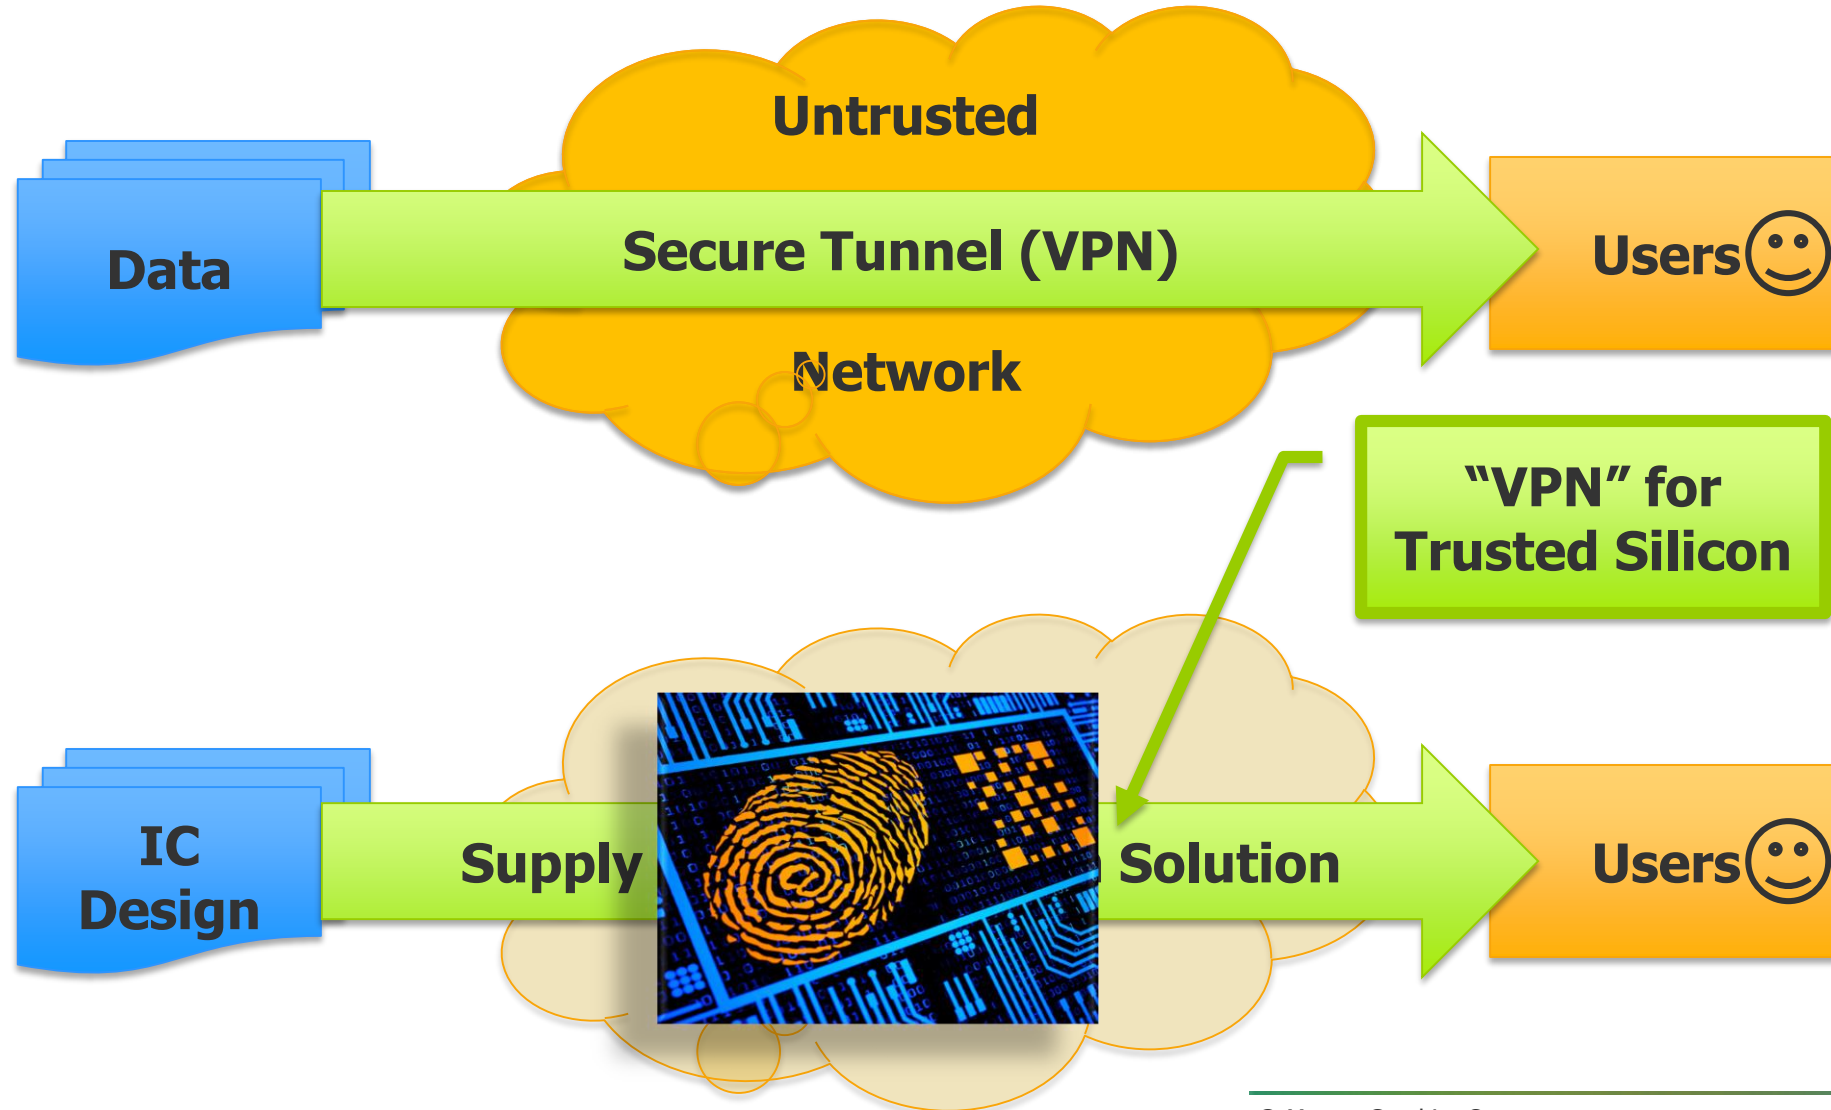 Untrusted
Data
Secure Tunnel (VPN)
Users
Network
“VPN” for
Trusted Silicon
IC
Design
Supply
Solution
Users